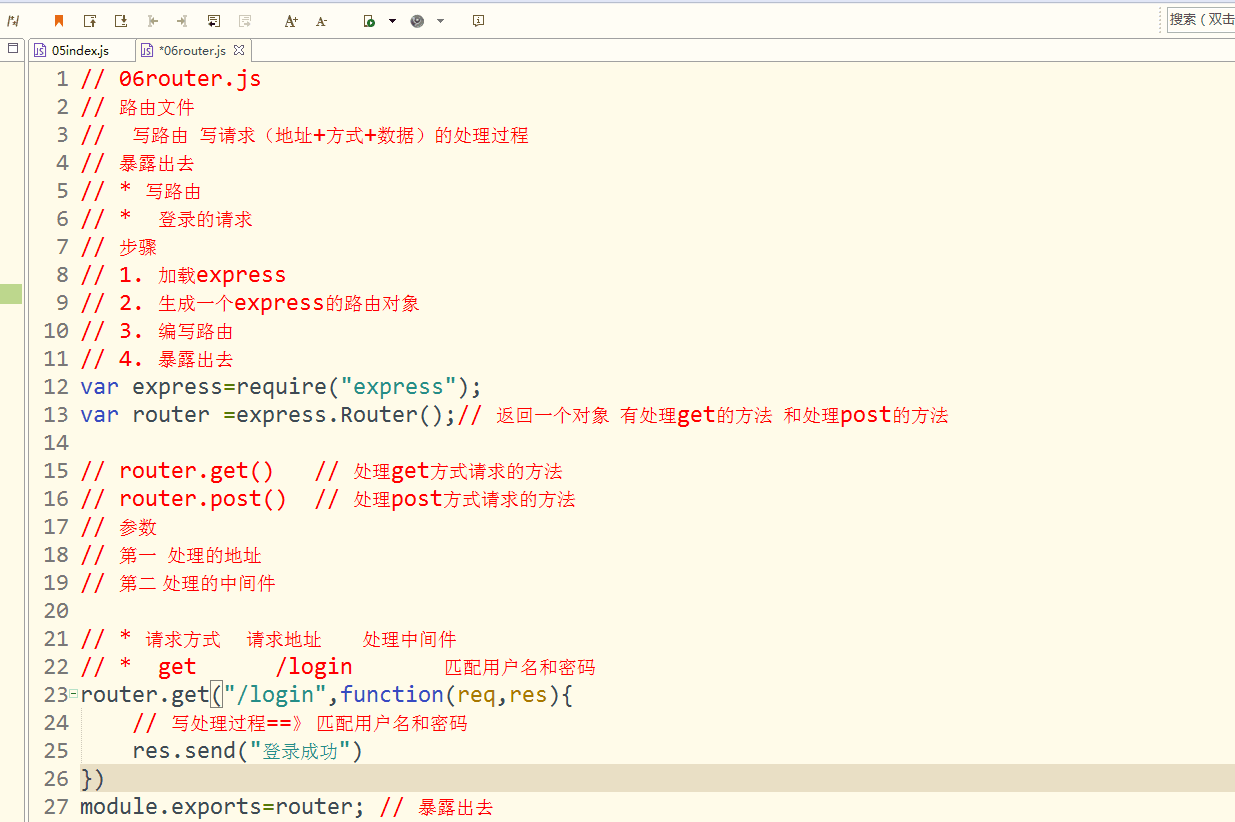 搜索（双击
05index.js
*06router.js
1 // 06router.js
2 // 路由文件
3 //  写路由 写请求（地址+方式+数据）的处理过程
4 // 暴露出去
5 // * 写路由
6 // *  登录的请求
7 // 步骤
8 // 1. 加载express
9 // 2. 生成一个express的路由对象
10 // 3. 编写路由
11 // 4. 暴露出去
12 var express=require("express");
13 var router =express.Router();// 返回一个对象 有处理get的方法 和处理post的方法
14
15 // router.get()   // 处理get方式请求的方法
16 // router.post()  // 处理post方式请求的方法
17 // 参数
18 // 第一 处理的地址
19 // 第二 处理的中间件
20
21 // * 请求方式  请求地址   处理中间件
22 // *  get      /login       匹配用户名和密码
23 router.get("/login",function(req,res){
24     // 写处理过程==》 匹配用户名和密码
25     res.send("登录成功")
26 })
27 module.exports=router; // 暴露出去